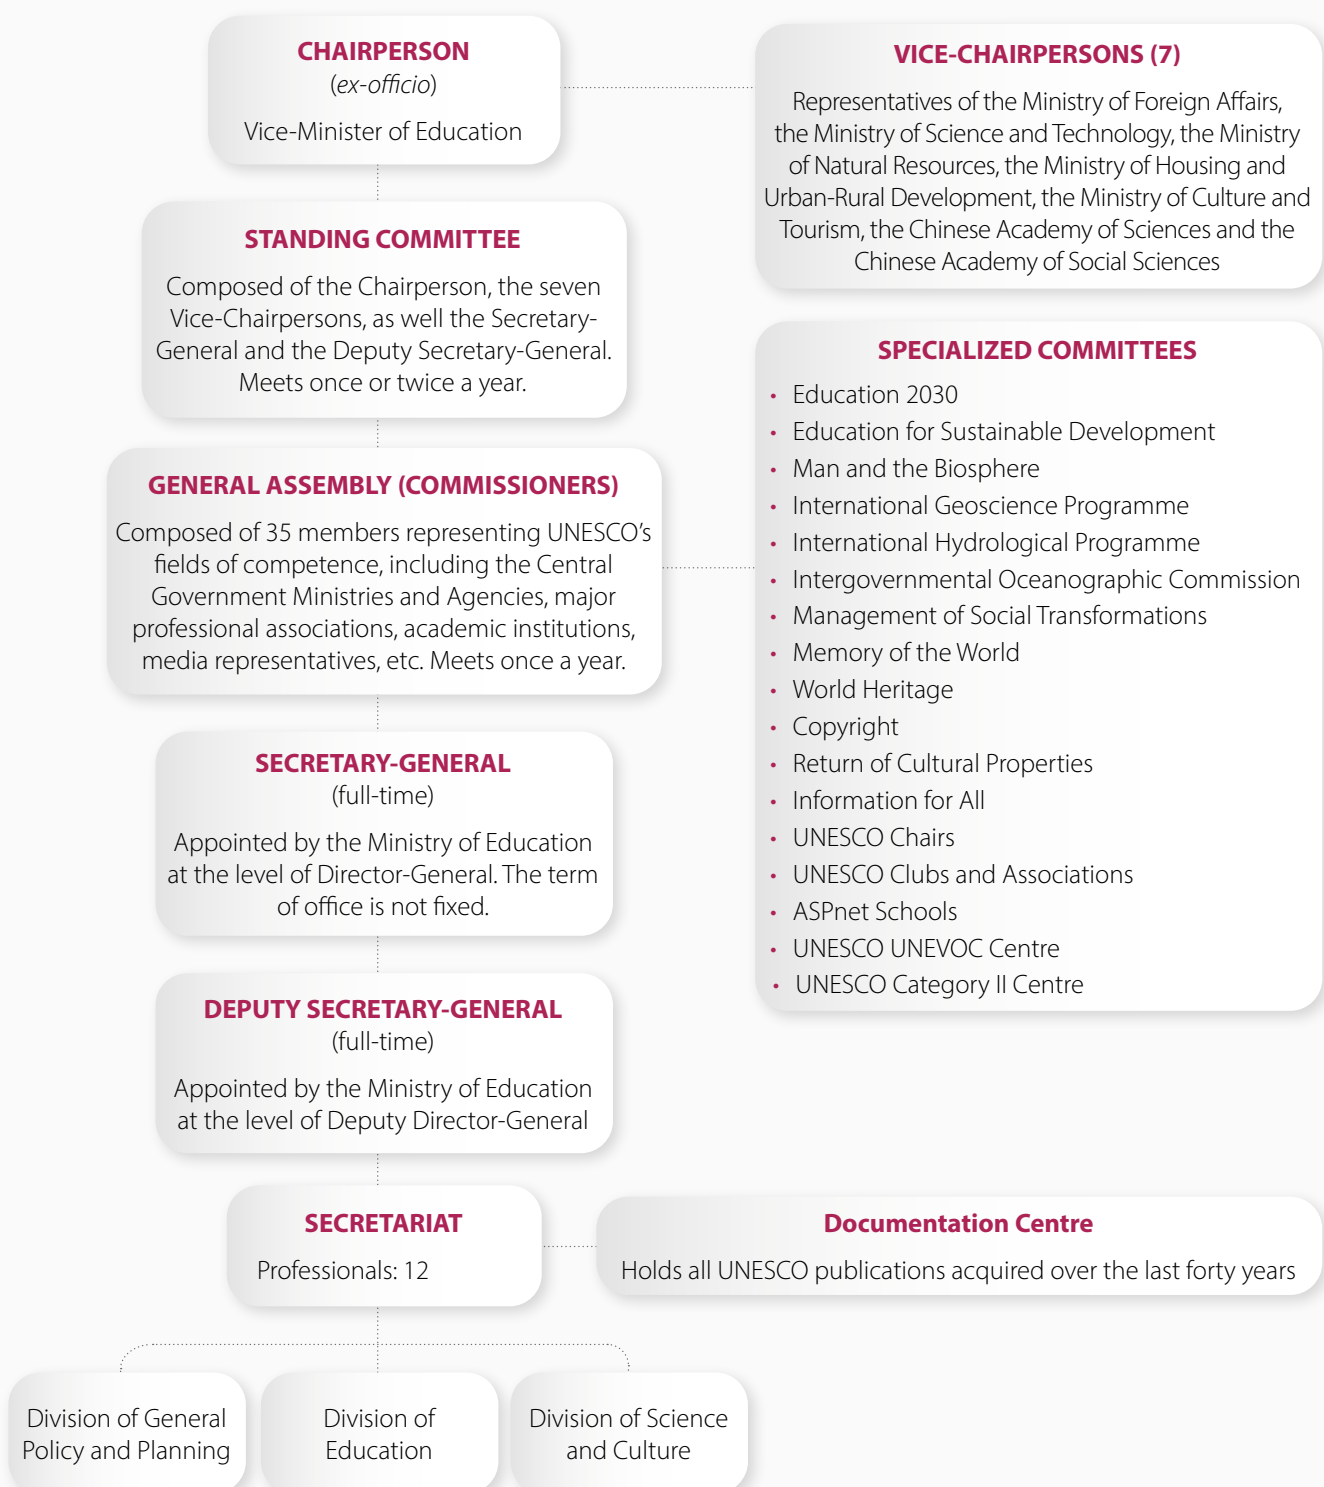 CHAIRPERSON
(ex-officio)
Vice-Minister of Education
VICE-CHAIRPERSONS (7)
Representatives of the Ministry of Foreign Affairs,
the Ministry of Science and Technology, the Ministry
of Natural Resources, the Ministry of Housing and
Urban-Rural Development, the Ministry of Culture and
Tourism, the Chinese Academy of Sciences and the
Chinese Academy of Social Sciences
STANDING COMMITTEE
Composed of the Chairperson, the seven
Vice-Chairpersons, as well the Secretary-
General and the Deputy Secretary-General.
Meets once or twice a year.
SPECIALIZED COMMITTEES
• Education 2030
• Education for Sustainable Development
• Man and the Biosphere
• International Geoscience Programme
• International Hydrological Programme
• Intergovernmental Oceanographic Commission
• Management of Social Transformations
• Memory of the World
• World Heritage
• Copyright
• Return of Cultural Properties
• Information for All
• UNESCO Chairs
• UNESCO Clubs and Associations
• ASPnet Schools
• UNESCO UNEVOC Centre
• UNESCO Category II Centre
GENERAL ASSEMBLY (COMMISSIONERS)
Composed of 35 members representing UNESCO’s
fields of competence, including the Central
Government Ministries and Agencies, major
professional associations, academic institutions,
media representatives, etc. Meets once a year.
SECRETARY-GENERAL
(full-time)
Appointed by the Ministry of Education
at the level of Director-General. The term
of office is not fixed.
DEPUTY SECRETARY-GENERAL
(full-time)
Appointed by the Ministry of Education
at the level of Deputy Director-General
SECRETARIAT
Professionals: 12
Documentation Centre
Holds all UNESCO publications acquired over the last forty years
Division of General
Policy and Planning
Division of
Education
Division of Science
and Culture